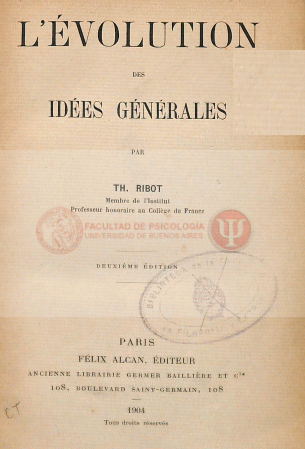 L'ÉVOLUTION
DES
IDÉES GÉNÉRALES
PAR
TH. RIBOT
Membre de l'Institut
Professeur honoraire au Collège du France
FACULTAD DE PSICOLOGÍA
UNIVERSIDAD DE BUENOS AIRES
DEUXIÈME ÉDITION
PARIS
FÉLIX ALCAN, ÉDITEUR
ANCIENNE LIBRAIRIE GERMER BAILLIÈRE ET Cie
108, BOULEVARD SAINT-GERMAIN, 108
1904
Tous droits réservés